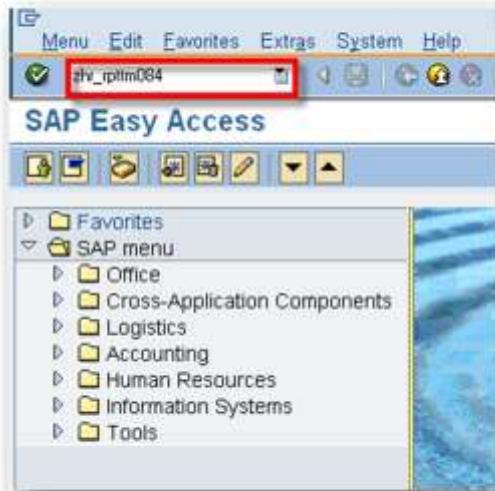 Menu Edit Favorites Extras System Help
zhr_rpttm084
SAP Easy Access
Favorites
SAP menu
Office
Cross-Application Components
Logistics
Accounting
Human Resources
Information Systems
Tools